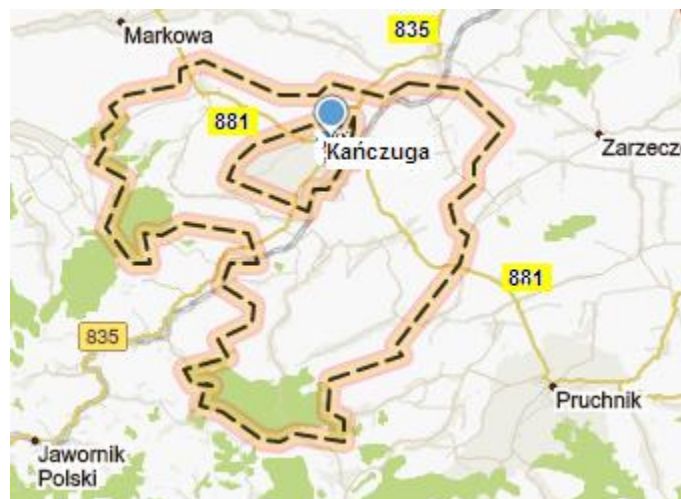 Markowa
835
881
Kańczuga
Zarzecz
881
835
Pruchnik
Jawornik
Polski